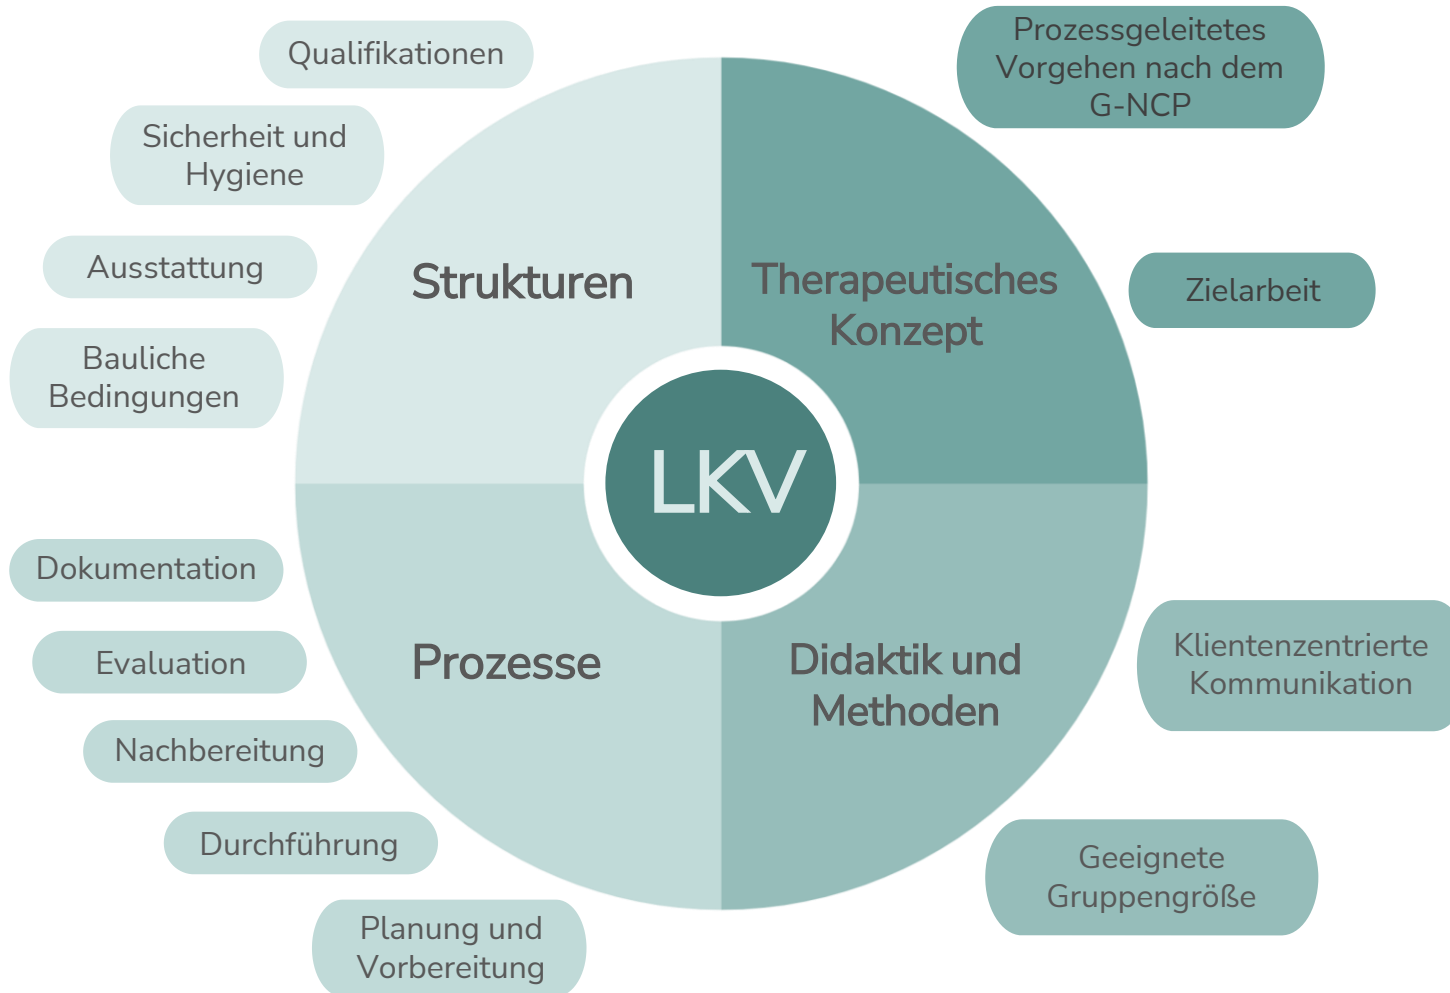 Qualifikationen
Sicherheit und
Hygiene
Ausstattung
Bauliche
Bedingungen
Strukturen
Prozessgeleitetes
Vorgehen nach dem
G-NCP
Zielarbeit
Therapeutisches
Konzept
LKV
Dokumentation
Evaluation
Nachbereitung
Durchführung
Planung und
Vorbereitung
Prozesse
Didaktik und
Methoden
Klientenzentrierte
Kommunikation
Geeignete
Gruppengröße